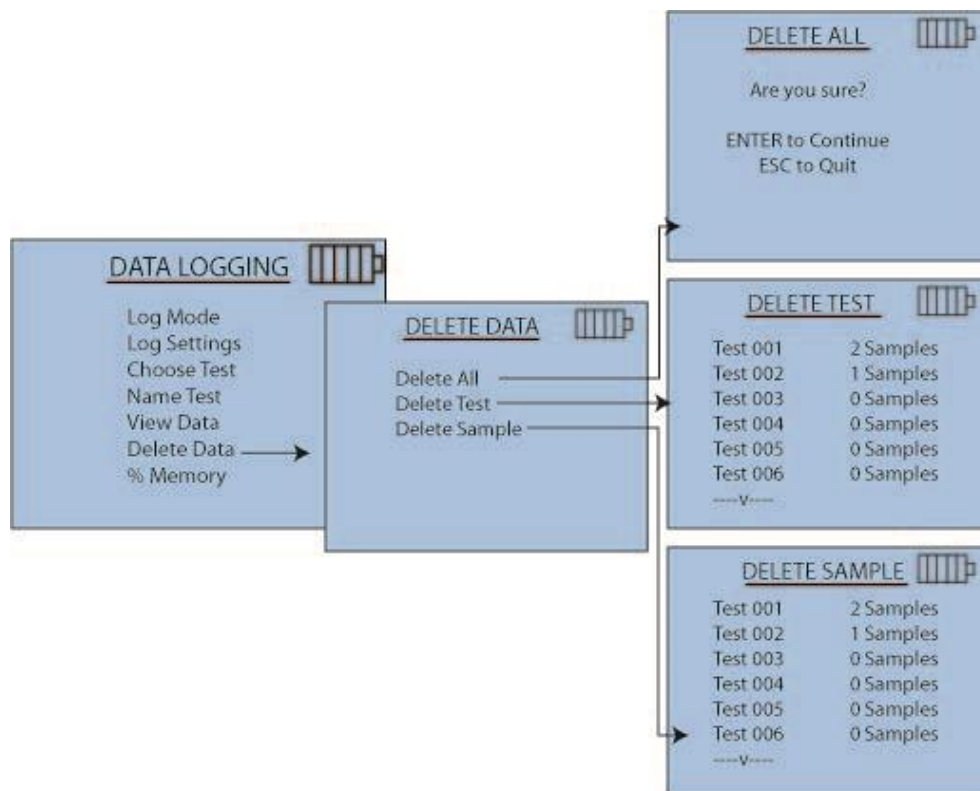 DATA LOGGING
Log Mode
Log Settings
Choose Test
Name Test
View Data
Delete Data
% Memory
DELETE DATA
Delete All
Delete Test
Delete Sample
DELETE ALL
Are you sure?
ENTER to Continue
ESC to Quit
DELETE TEST
Test 001 2 Samples
Test 002 1 Samples
Test 003 0 Samples
Test 004 0 Samples
Test 005 0 Samples
Test 006 0 Samples
----v----
DELETE SAMPLE
Test 001 2 Samples
Test 002 1 Samples
Test 003 0 Samples
Test 004 0 Samples
Test 005 0 Samples
Test 006 0 Samples
----v----